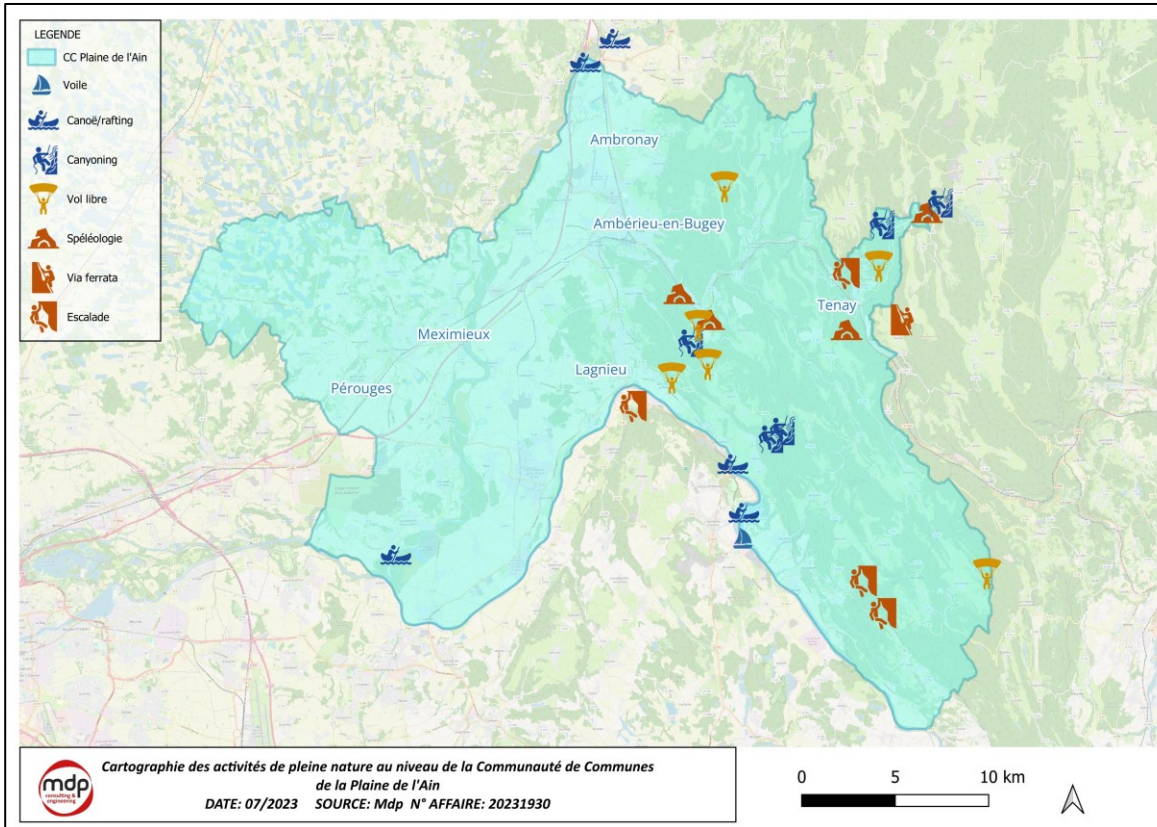 LEGENDE
CC Plaine de l'Ain
Voile
Canoë/rafting
Canyoning
Vol libre
Spéléologie
Via ferrata
Escalade
Ambronay
Ambérieu-en-Bugey
Tenay
Meximieux
Lagnieu
Pérouges
mdp
consulting &
engineering
Cartographie des activités de pleine nature au niveau de la Communauté de Communes
de la Plaine de l'Ain
DATE: 07/2023 SOURCE: Mdp N° AFFAIRE: 20231930
0 5 10 km